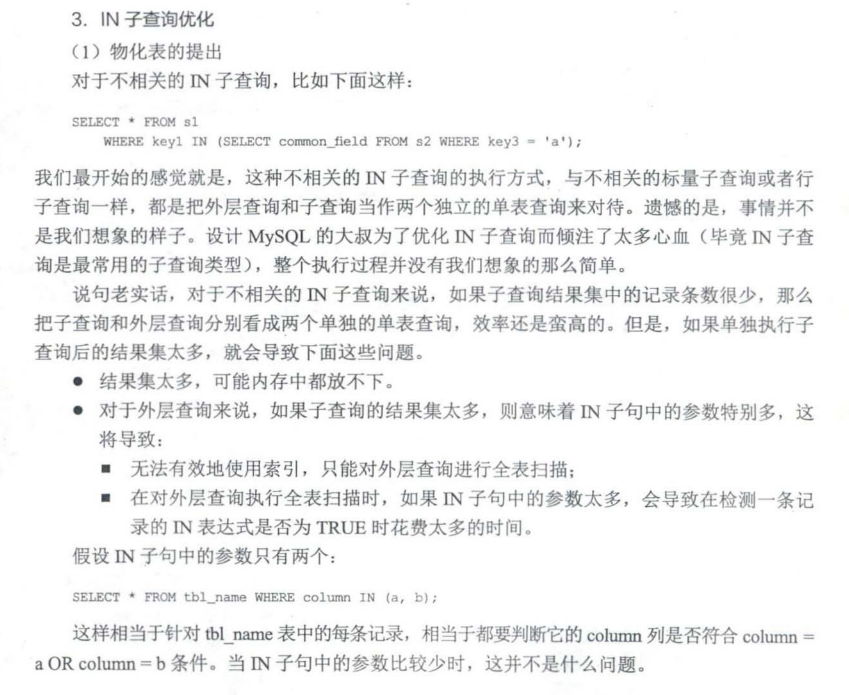 3. IN 子查询优化
（1）物化表的提出
对于不相关的 IN 子查询，比如下面这样：
SELECT * FROM s1
WHERE key1 IN (SELECT common_field FROM s2 WHERE key3 = 'a');
我们最开始的感觉就是，这种不相关的 IN 子查询的执行方式，与不相关的标量子查询或者行
子查询一样，都是把外层查询和子查询当作两个独立的单表查询来对待。遗憾的是，事情并不
是我们想象的样子。设计 MySQL 的大叔为了优化 IN 子查询而倾注了太多心血（毕竟 IN 子查
询是最常用的子查询类型），整个执行过程并没有我们想象的那么简单。
说句老实话，对于不相关的 IN 子查询来说，如果子查询结果集中的记录条数很少，那么
把子查询和外层查询分别看成两个单独的单表查询，效率还是蛮高的。但是，如果单独执行子
查询后的结果集太多，就会导致下面这些问题。
● 结果集太多，可能内存中都放不下。
● 对于外层查询来说，如果子查询的结果集太多，则意味着 IN 子句中的参数特别多，这
将导致：
■ 无法有效地使用索引，只能对外层查询进行全表扫描；
■ 在对外层查询执行全表扫描时，如果 IN 子句中的参数太多，会导致在检测一条记
录的 IN 表达式是否为 TRUE 时花费太多的时间。
假设 IN 子句中的参数只有两个：
SELECT * FROM tbl_name WHERE column IN (a, b);
这样相当于针对 tbl_name 表中的每条记录，相当于都要判断它的 column 列是否符合 column =
a OR column = b 条件。当 IN 子句中的参数比较少时，这并不是什么问题。